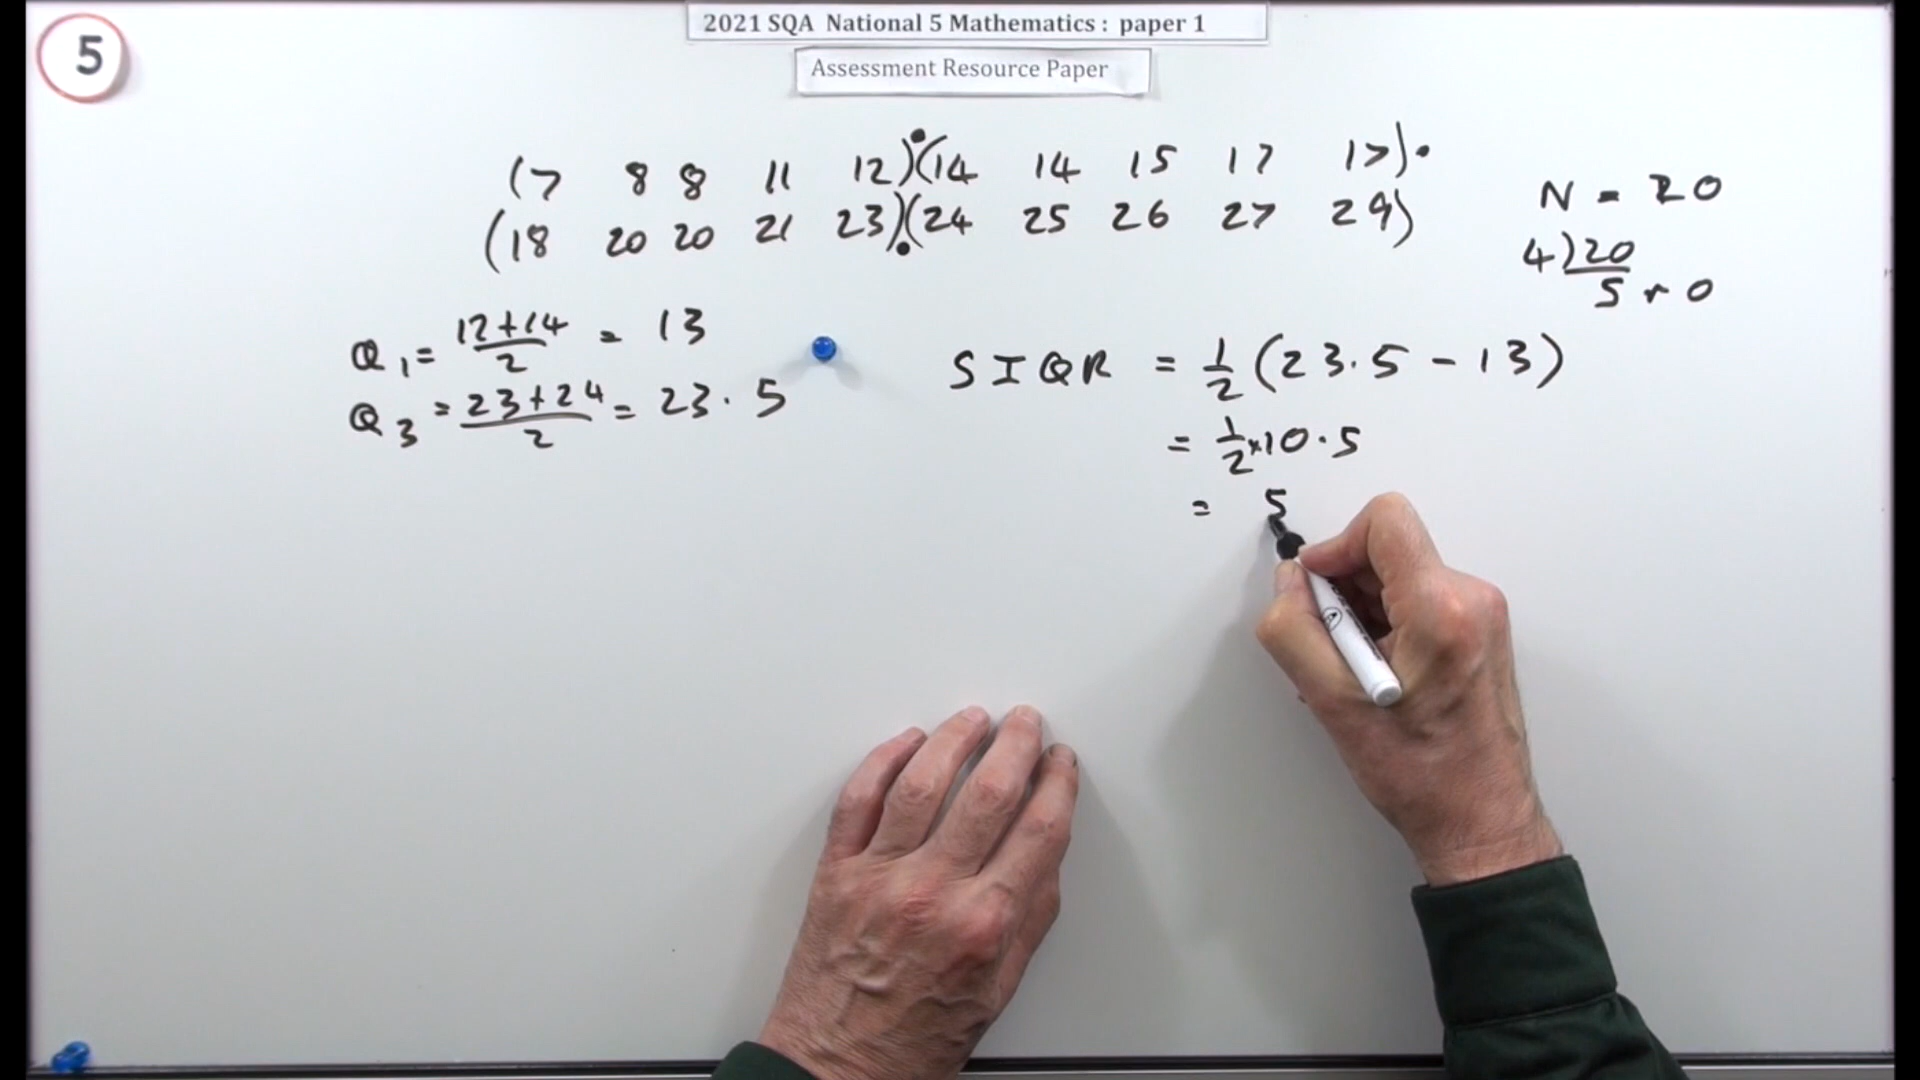 5
2021 SQA National 5 Mathematics : paper 1
Assessment Resource Paper
(7 8 8 11 12)(14 14 15 17 17).
(18 20 20 21 23)(24 25 26 27 29)
N = 20
4)20
5 r 0
Q1 = 12+14/2 = 13
Q3 = 23+24/2 = 23.5
SIQR = 1/2 (23.5 - 13)
= 1/2 × 10.5
= 5